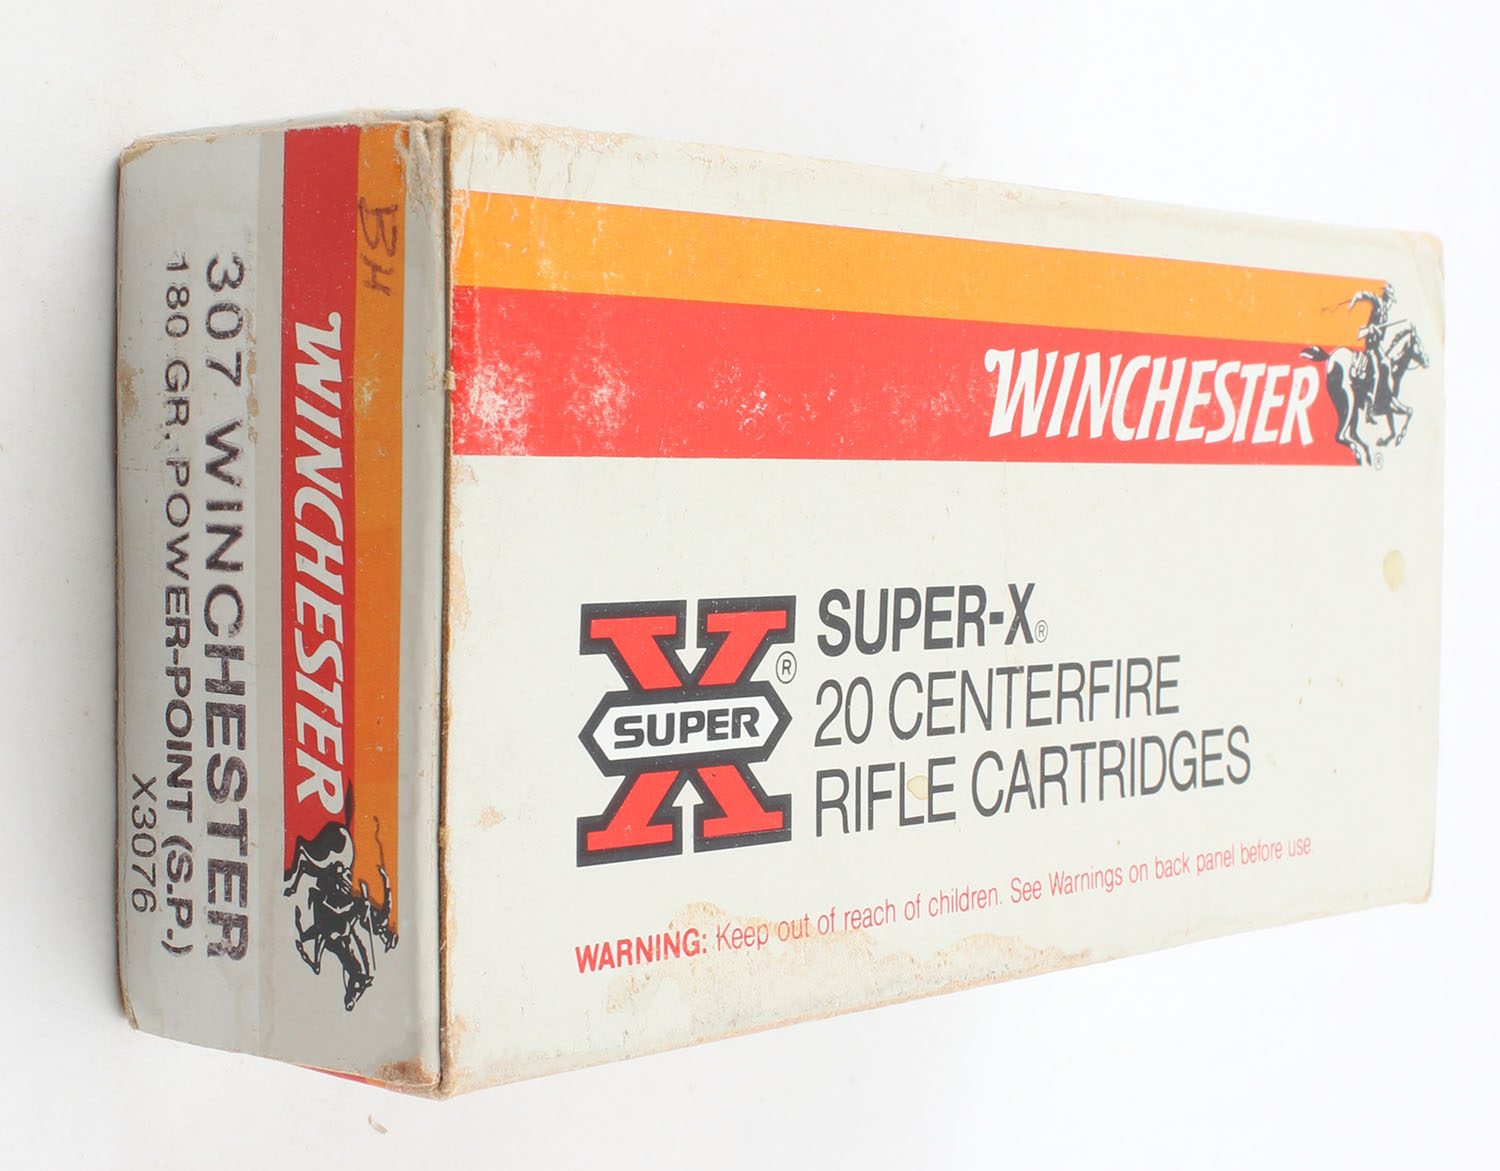 WINCHESTER
®
SUPER
®
SUPER-X®
20 CENTERFIRE
RIFLE CARTRIDGES
WARNING: Keep out of reach of children. See Warnings on back panel before use.
BH
WINCHESTER
307 WINCHESTER
180 GR. POWER-POINT (S.P.)
X3076